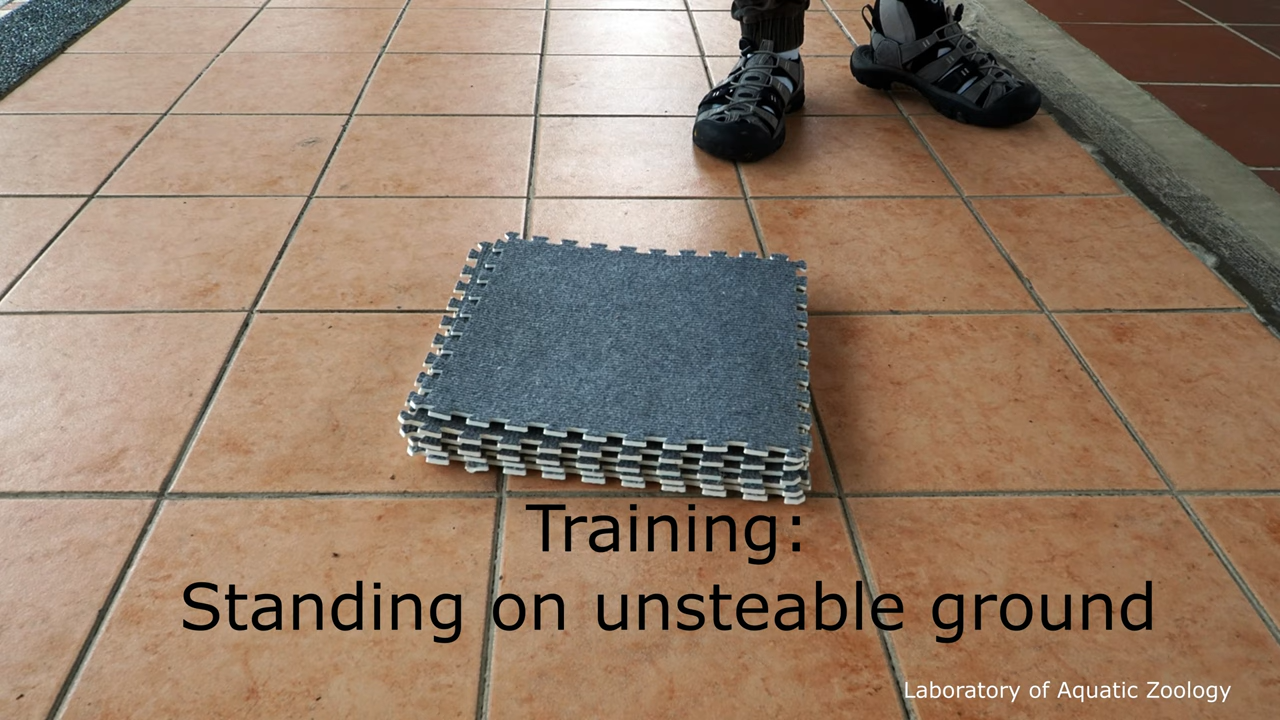 Training:
Standing on unsteable ground
Laboratory of Aquatic Zoology